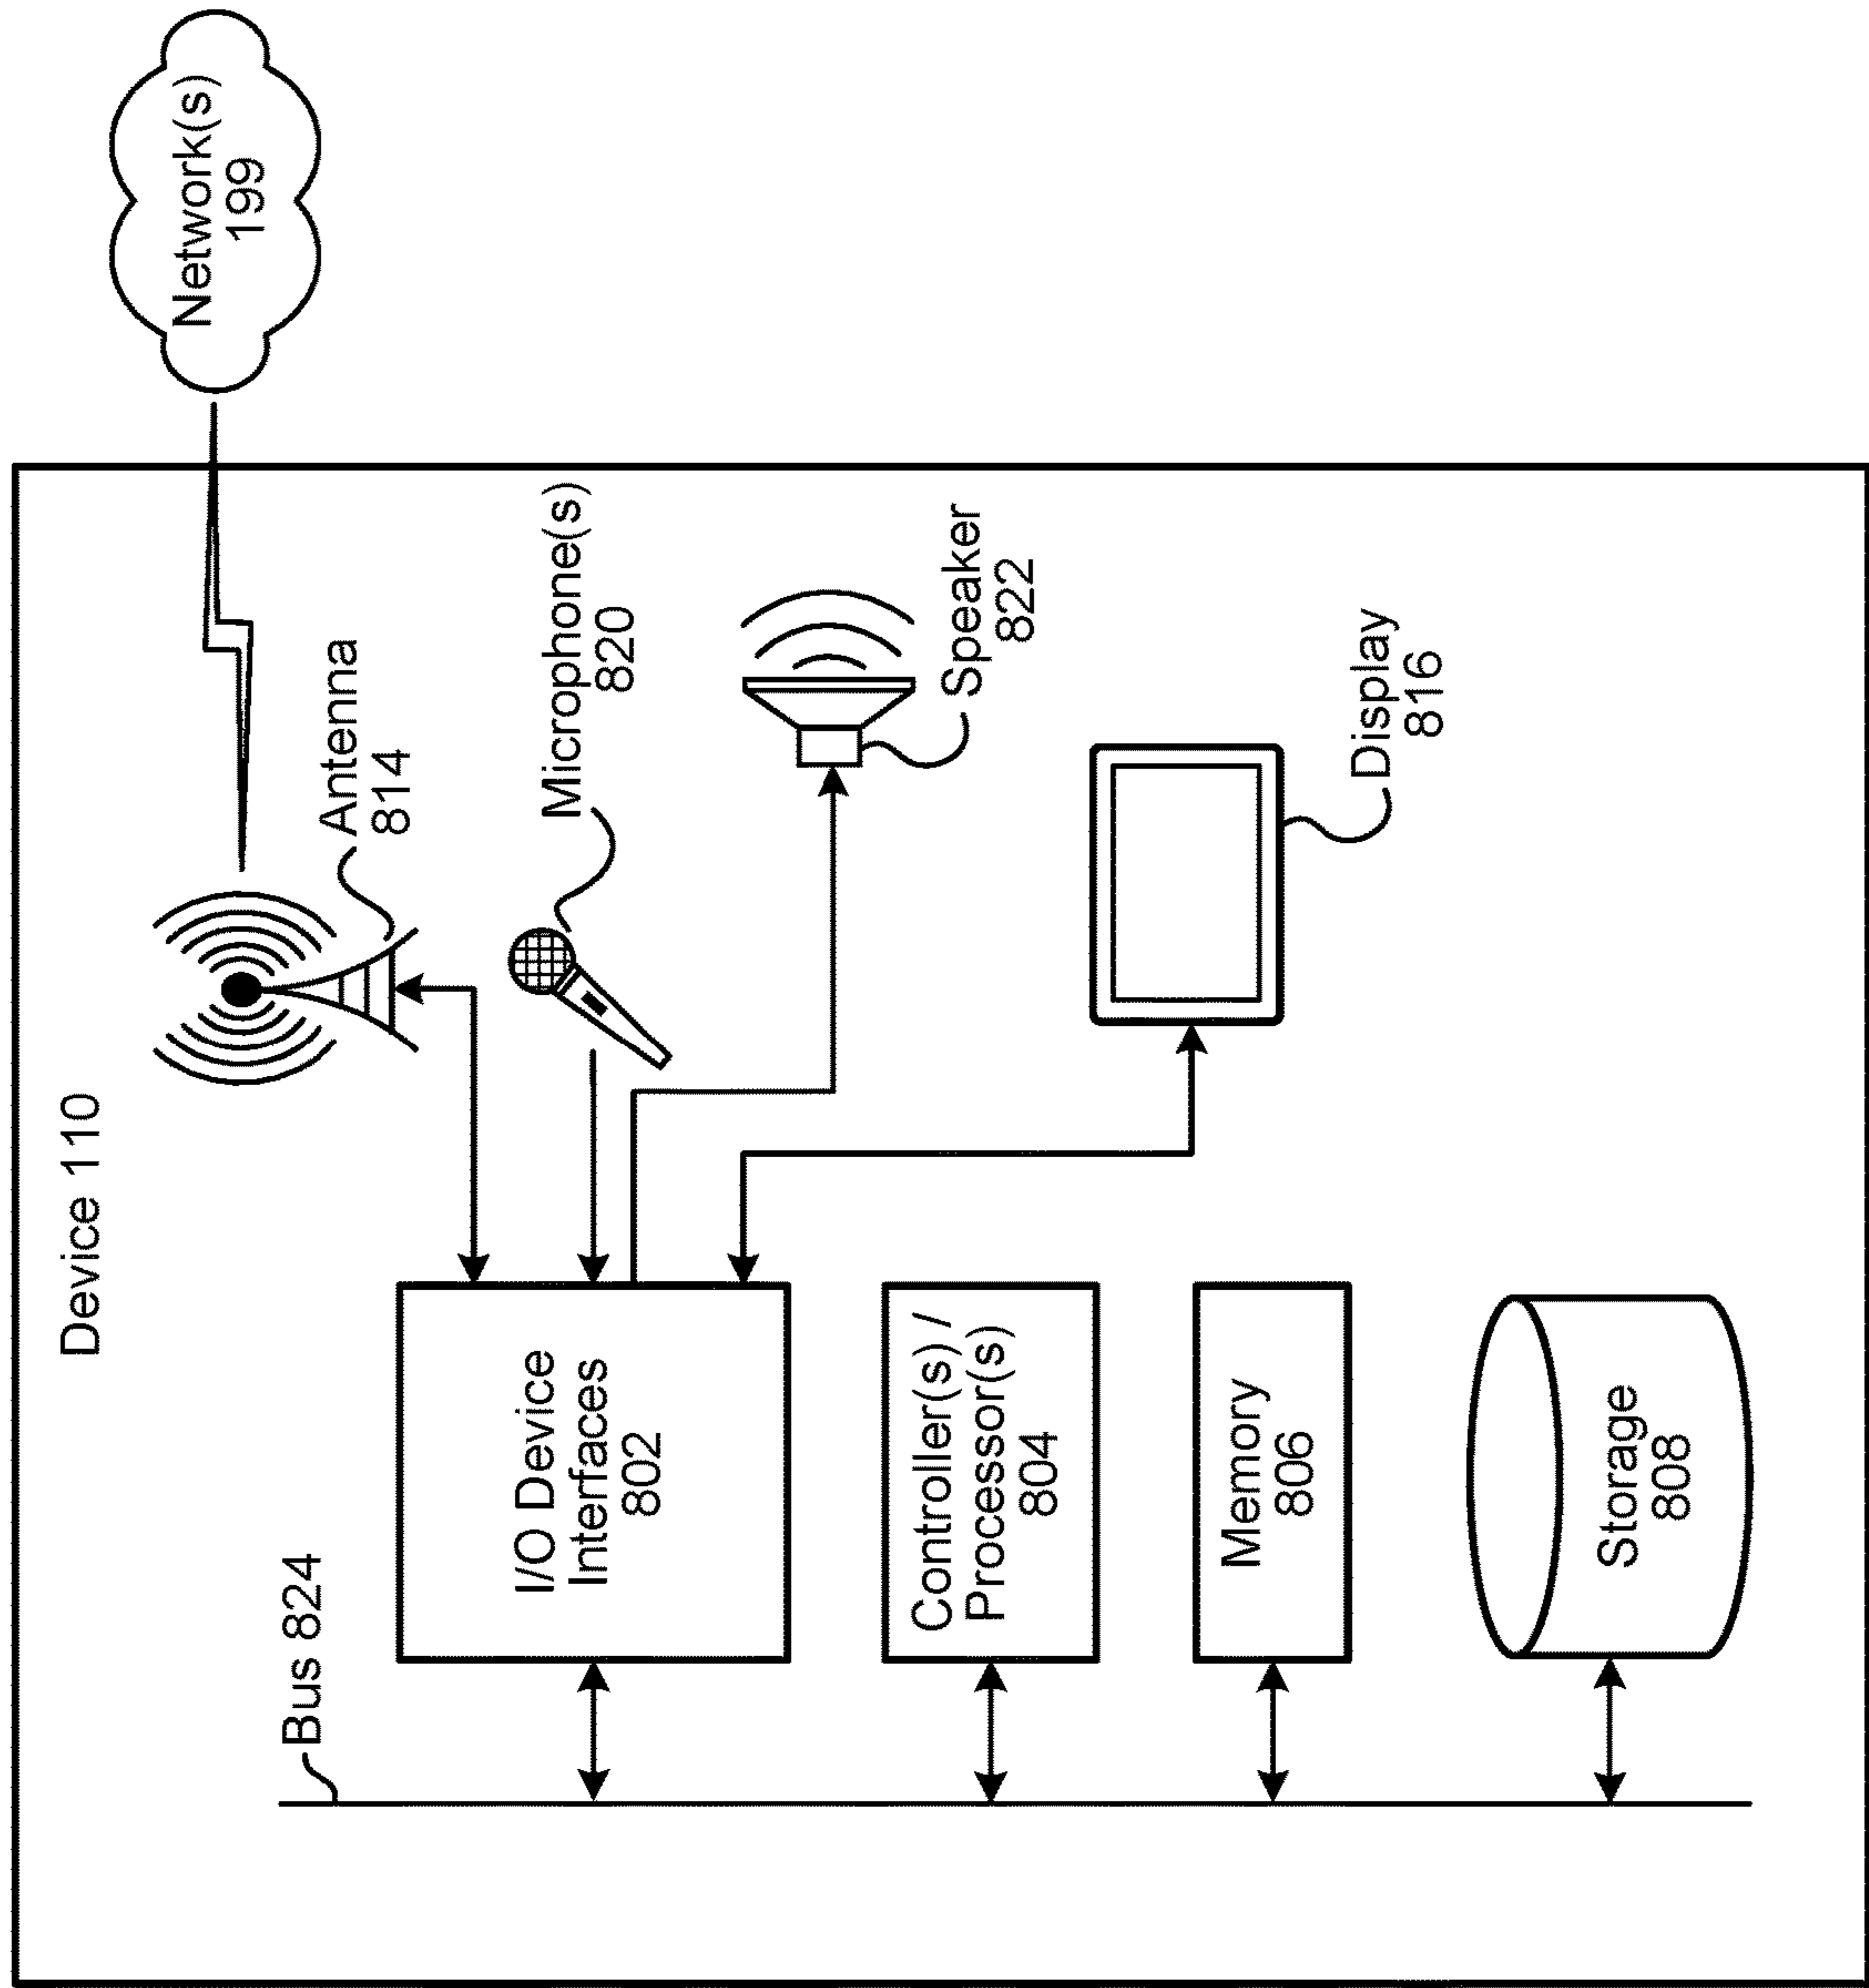 Device 110
Network(s)
199
Bus 824
Antenna
814
I/O Device
Interfaces
802
Microphone(s)
820
Speaker
822
Controller(s) /
Processor(s)
804
Display
816
Memory
806
Storage
808